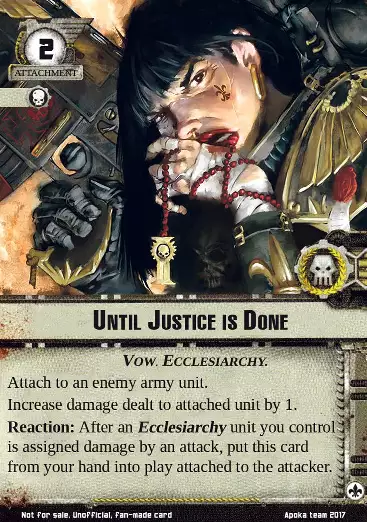 2
ATTACHMENT
UNTIL JUSTICE IS DONE
VOW. ECCLESIARCHY.
Attach to an enemy army unit.
Increase damage dealt to attached unit by 1.
Reaction: After an Ecclesiarchy unit you control
is assigned damage by an attack, put this card
from your hand into play attached to the attacker.
Not for sale. Unofficial, fan-made card
Apoka team 2017